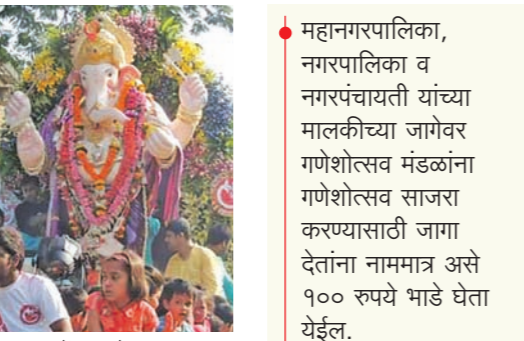 महानगरपालिका,
नगरपालिका व
नगरपंचायती यांच्या
मालकीच्या जागेवर
गणेशोत्सव मंडळांना
गणेशोत्सव साजरा
करण्यासाठी जागा
देतांना नाममात्र असे
१०० रुपये भाडे घेता
येईल.